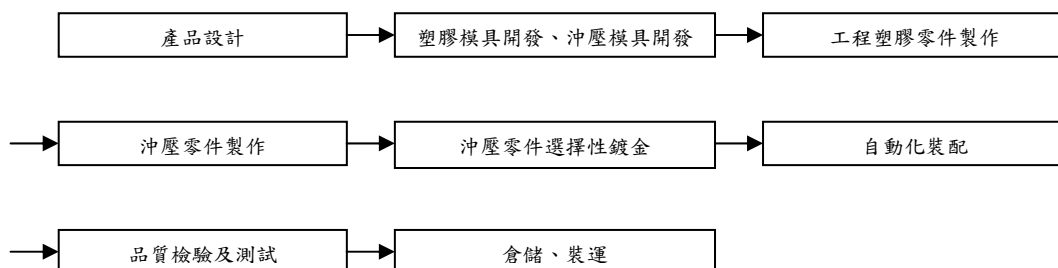 產品設計
塑膠模具開發、沖壓模具開發
工程塑膠零件製作
沖壓零件製作
沖壓零件選擇性鍍金
自動化裝配
品質檢驗及測試
倉儲、裝運